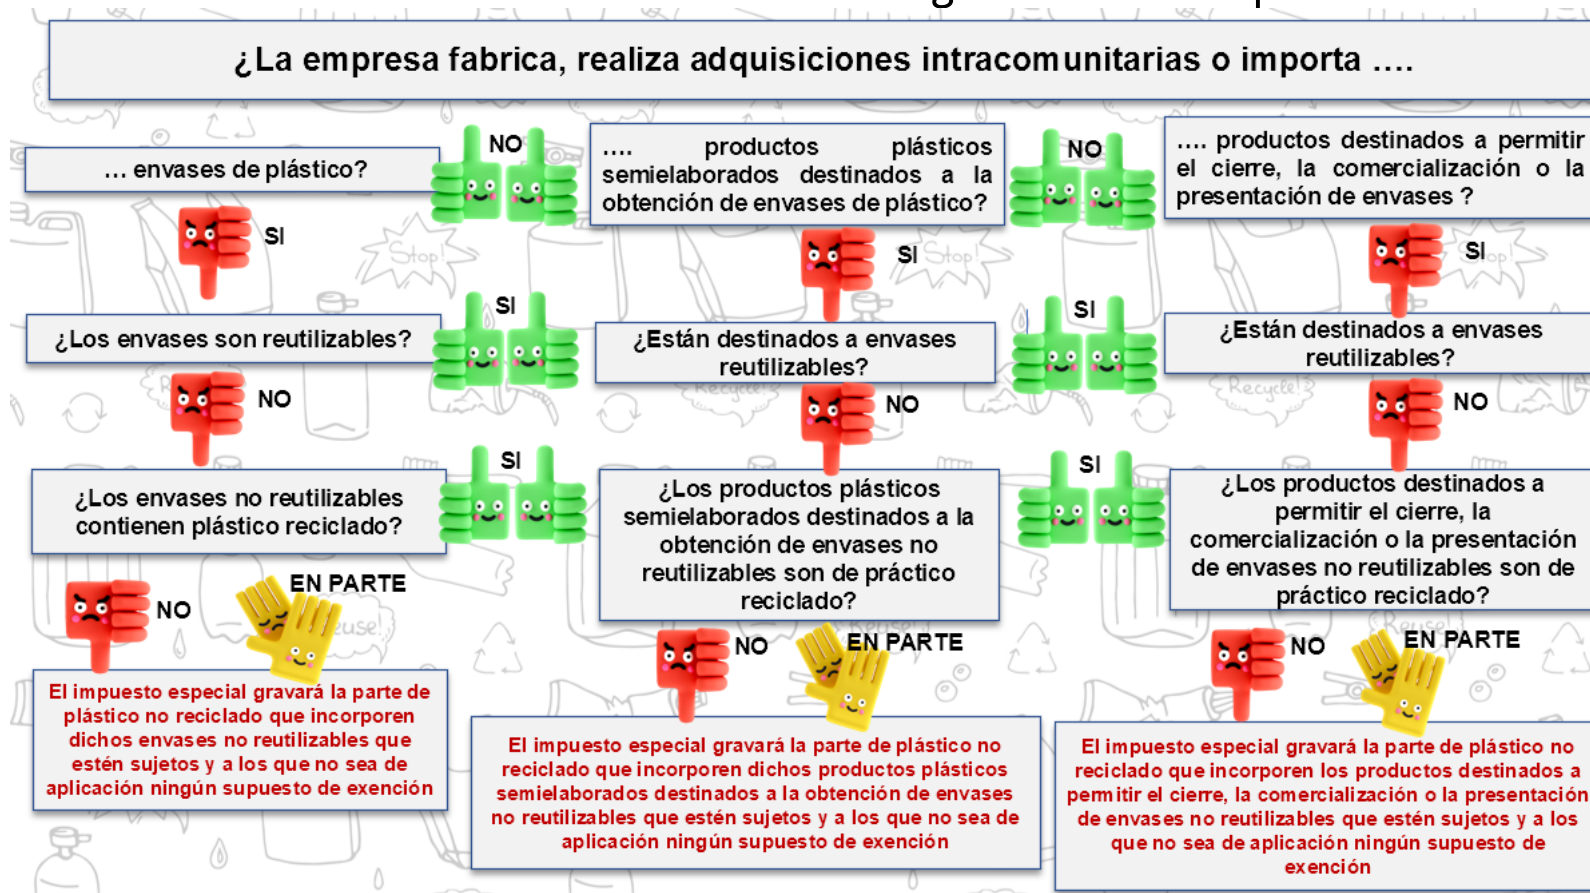 ¿La empresa fabrica, realiza adquisiciones intracomunitarias o importa ....
... envases de plástico?
NO
.... productos plásticos
semielaborados destinados a la
obtención de envases de plástico?
NO
.... productos destinados a permitir
el cierre, la comercialización o la
presentación de envases ?
SI
SI
SI
Stop!
Stop!
Stop!
¿Los envases son reutilizables?
SI
¿Están destinados a envases
reutilizables?
SI
¿Están destinados a envases
reutilizables?
NO
NO
NO
Recycle!
Recycle!
¿Los envases no reutilizables
contienen plástico reciclado?
SI
¿Los productos plásticos
semielaborados destinados a la
obtención de envases no
reutilizables son de práctico
reciclado?
SI
¿Los productos destinados a
permitir el cierre, la
comercialización o la presentación
de envases no reutilizables son de
práctico reciclado?
NO
EN PARTE
NO
EN PARTE
NO
EN PARTE
El impuesto especial gravará la parte de
plástico no reciclado que incorporen
dichos envases no reutilizables que
estén sujetos y a los que no sea de
aplicación ningún supuesto de exención
El impuesto especial gravará la parte de plástico no
reciclado que incorporen dichos productos plásticos
semielaborados destinados a la obtención de envases
no reutilizables que estén sujetos y a los que no sea de
aplicación ningún supuesto de exención
El impuesto especial gravará la parte de plástico no
reciclado que incorporen los productos destinados a
permitir el cierre, la comercialización o la presentación
de envases no reutilizables que estén sujetos y a los
que no sea de aplicación ningún supuesto de
exención